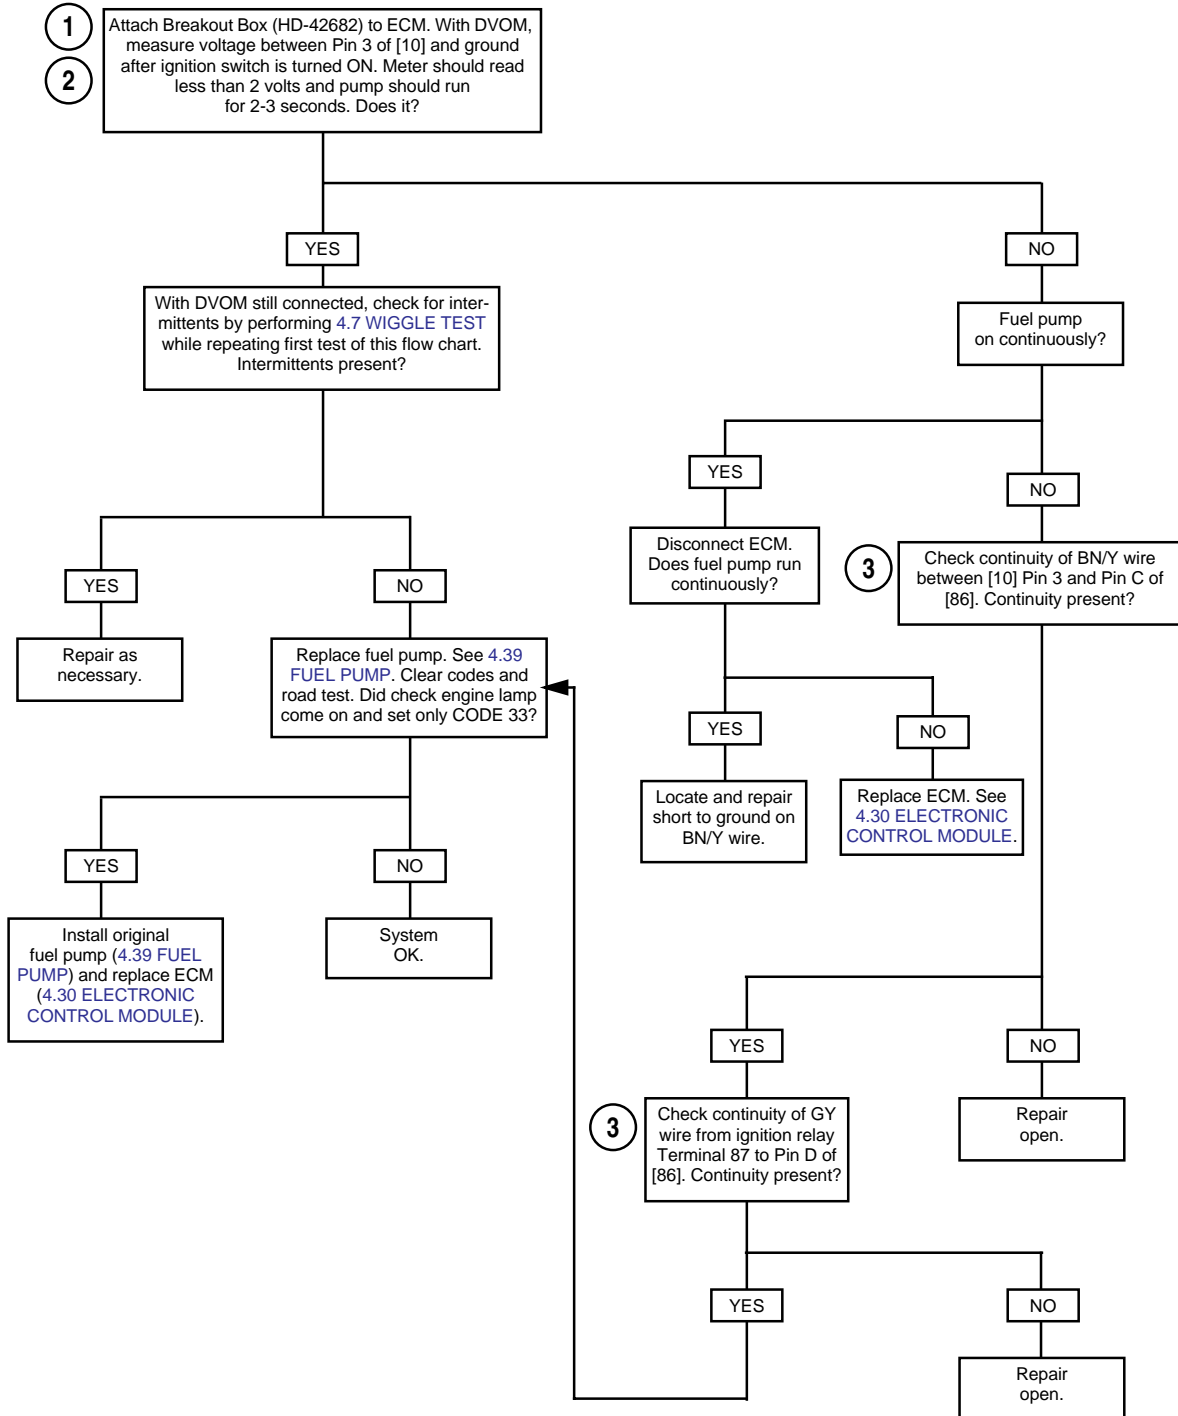 1
2
Attach Breakout Box (HD-42682) to ECM. With DVOM,
measure voltage between Pin 3 of [10] and ground
after ignition switch is turned ON. Meter should read
less than 2 volts and pump should run
for 2-3 seconds. Does it?
YES
NO
With DVOM still connected, check for inter-
mittents by performing 4.7 WIGGLE TEST
while repeating first test of this flow chart.
Intermittents present?
Fuel pump
on continuously?
YES
NO
Disconnect ECM.
Does fuel pump run
continuously?
3
Check continuity of BN/Y wire
between [10] Pin 3 and Pin C of
[86]. Continuity present?
YES
NO
Repair as
necessary.
Replace fuel pump. See 4.39
FUEL PUMP. Clear codes and
road test. Did check engine lamp
come on and set only CODE 33?
YES
NO
Locate and repair
short to ground on
BN/Y wire.
Replace ECM. See
4.30 ELECTRONIC
CONTROL MODULE.
YES
NO
Install original
fuel pump (4.39 FUEL
PUMP) and replace ECM
(4.30 ELECTRONIC
CONTROL MODULE).
System
OK.
YES
NO
3
Check continuity of GY
wire from ignition relay
Terminal 87 to Pin D of
[86]. Continuity present?
Repair
open.
YES
NO
Repair
open.